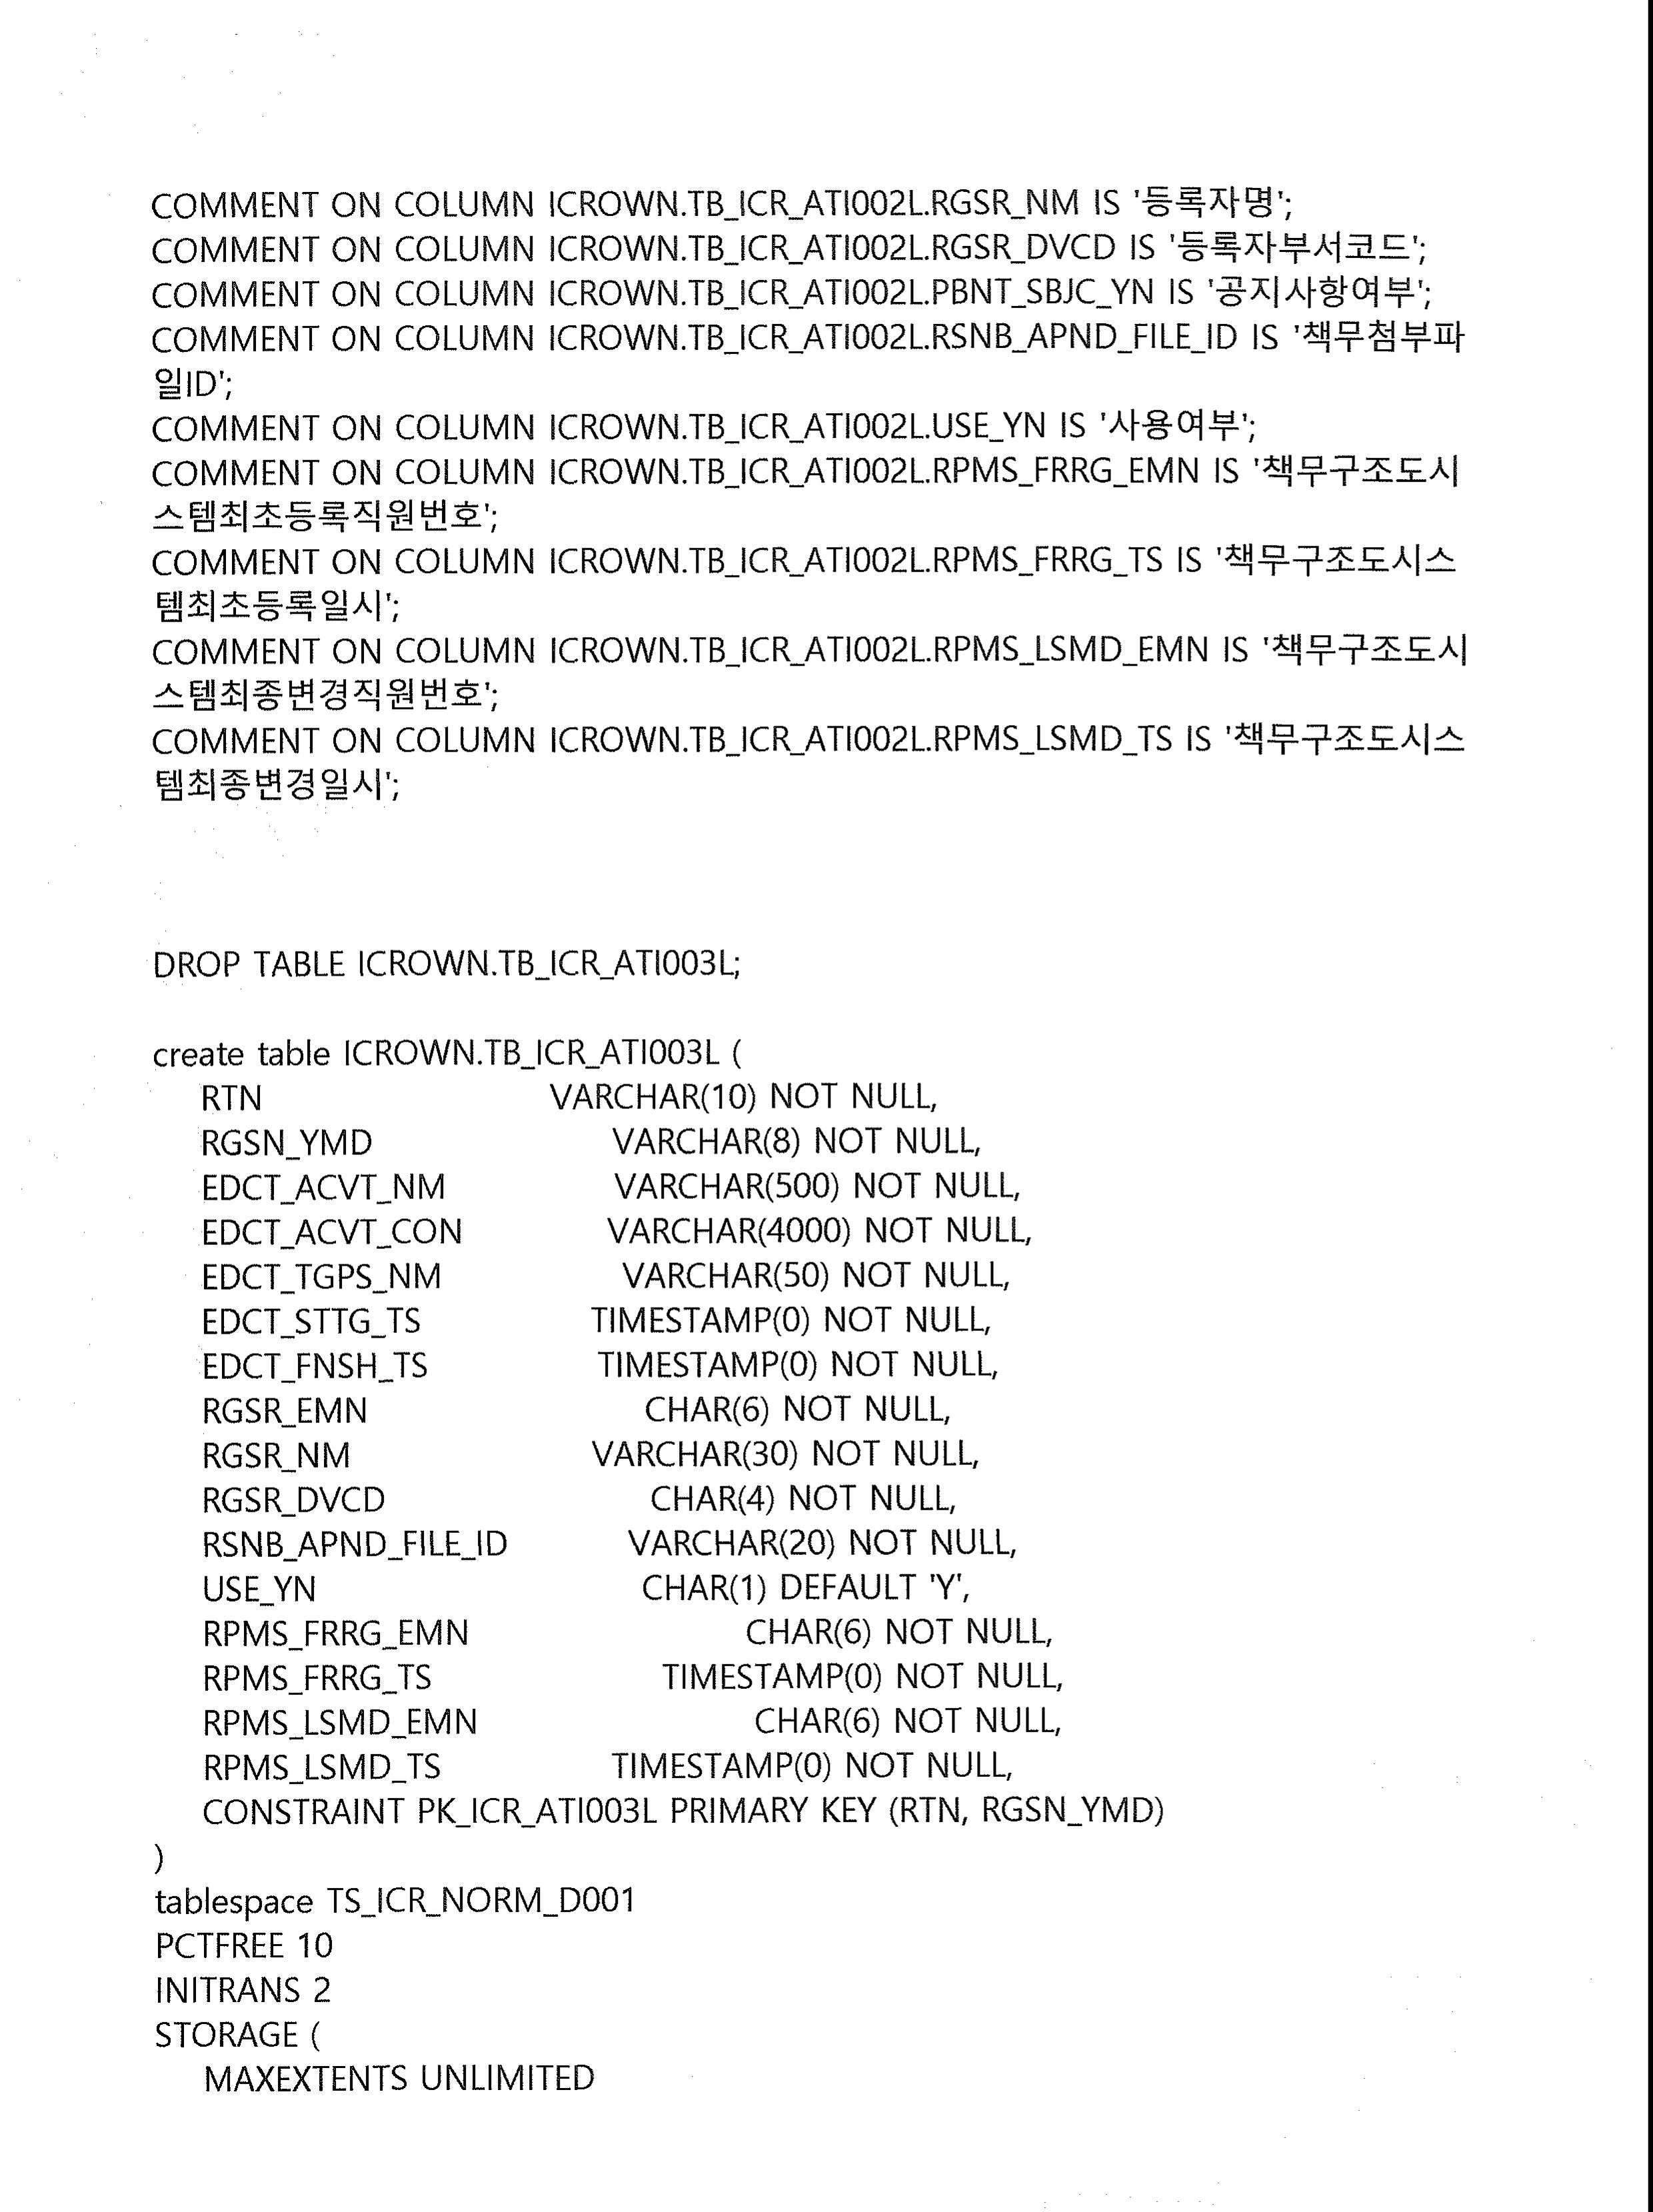 COMMENT ON COLUMN ICROWN.TB_ICR_ATI002L.RGSR_NM IS '등록자명';
COMMENT ON COLUMN ICROWN.TB_ICR_ATI002L.RGSR_DVCD IS '등록자부서코드';
COMMENT ON COLUMN ICROWN.TB_ICR_ATI002L.PBNT_SBJC_YN IS '공지사항여부';
COMMENT ON COLUMN ICROWN.TB_ICR_ATI002L.RSNB_APND_FILE_ID IS '책무첨부파
일ID';
COMMENT ON COLUMN ICROWN.TB_ICR_ATI002L.USE_YN IS '사용여부';
COMMENT ON COLUMN ICROWN.TB_ICR_ATI002L.RPMS_FRRG_EMN IS '책무구조도시
스템최초등록직원번호';
COMMENT ON COLUMN ICROWN.TB_ICR_ATI002L.RPMS_FRRG_TS IS '책무구조도시스
템최초등록일시';
COMMENT ON COLUMN ICROWN.TB_ICR_ATI002L.RPMS_LSMD_EMN IS '책무구조도시
스템최종변경직원번호';
COMMENT ON COLUMN ICROWN.TB_ICR_ATI002L.RPMS_LSMD_TS IS '책무구조도시스
템최종변경일시';
DROP TABLE ICROWN.TB_ICR_ATI003L;
create table ICROWN.TB_ICR_ATI003L (
RTN VARCHAR(10) NOT NULL,
RGSN_YMD VARCHAR(8) NOT NULL,
EDCT_ACVT_NM VARCHAR(500) NOT NULL,
EDCT_ACVT_CON VARCHAR(4000) NOT NULL,
EDCT_TGPS_NM VARCHAR(50) NOT NULL,
EDCT_STTG_TS TIMESTAMP(0) NOT NULL,
EDCT_FNSH_TS TIMESTAMP(0) NOT NULL,
RGSR_EMN CHAR(6) NOT NULL,
RGSR_NM VARCHAR(30) NOT NULL,
RGSR_DVCD CHAR(4) NOT NULL,
RSNB_APND_FILE_ID VARCHAR(20) NOT NULL,
USE_YN CHAR(1) DEFAULT 'Y',
RPMS_FRRG_EMN CHAR(6) NOT NULL,
RPMS_FRRG_TS TIMESTAMP(0) NOT NULL,
RPMS_LSMD_EMN CHAR(6) NOT NULL,
RPMS_LSMD_TS TIMESTAMP(0) NOT NULL,
CONSTRAINT PK_ICR_ATI003L PRIMARY KEY (RTN, RGSN_YMD)
)
tablespace TS_ICR_NORM_D001
PCTFREE 10
INITRANS 2
STORAGE (
MAXEXTENTS UNLIMITED